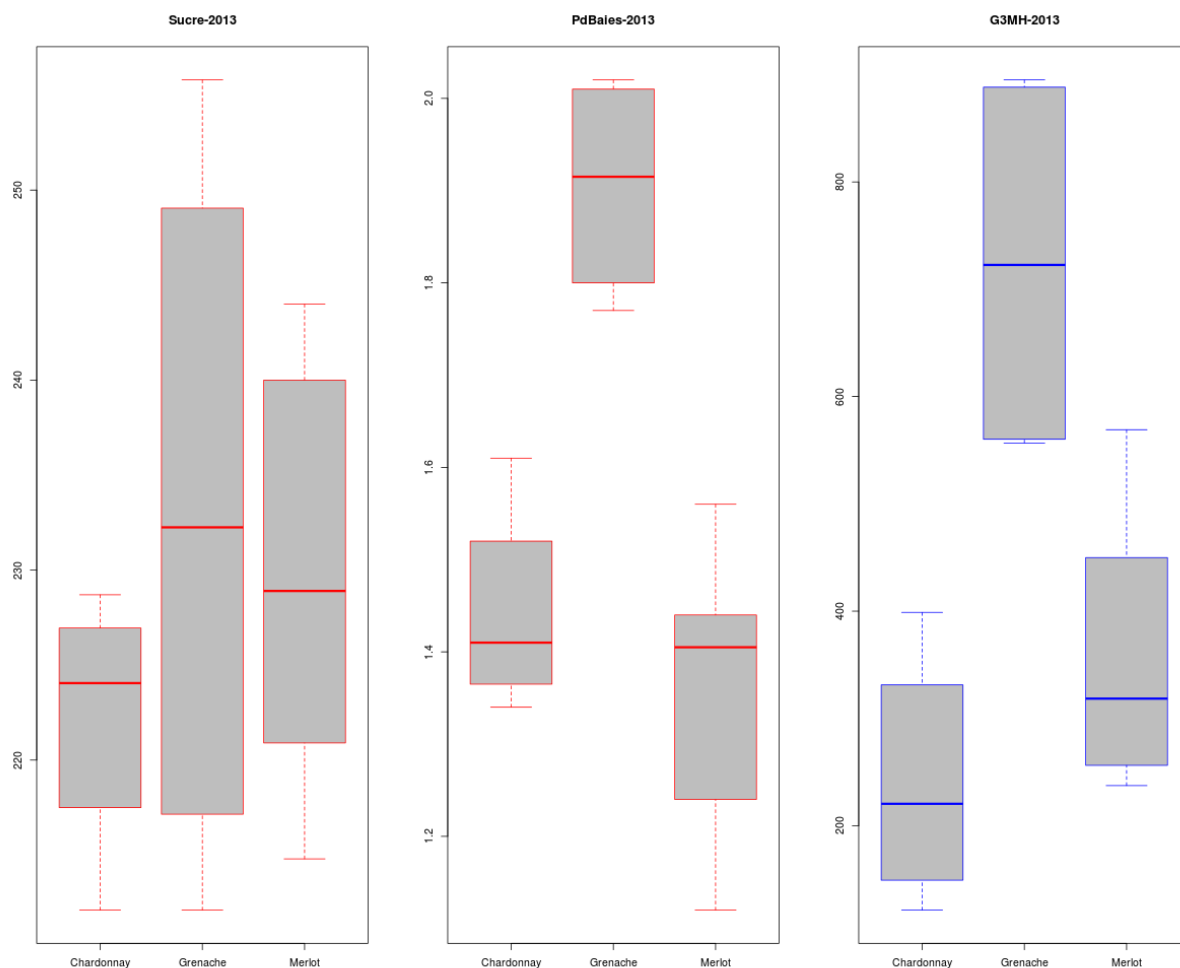 Sucre-2013
250
240
230
220
Chardonnay Grenache Merlot
PdBaies-2013
2.0
1.8
1.6
1.4
1.2
Chardonnay Grenache Merlot
G3MH-2013
800
600
400
200
Chardonnay Grenache Merlot